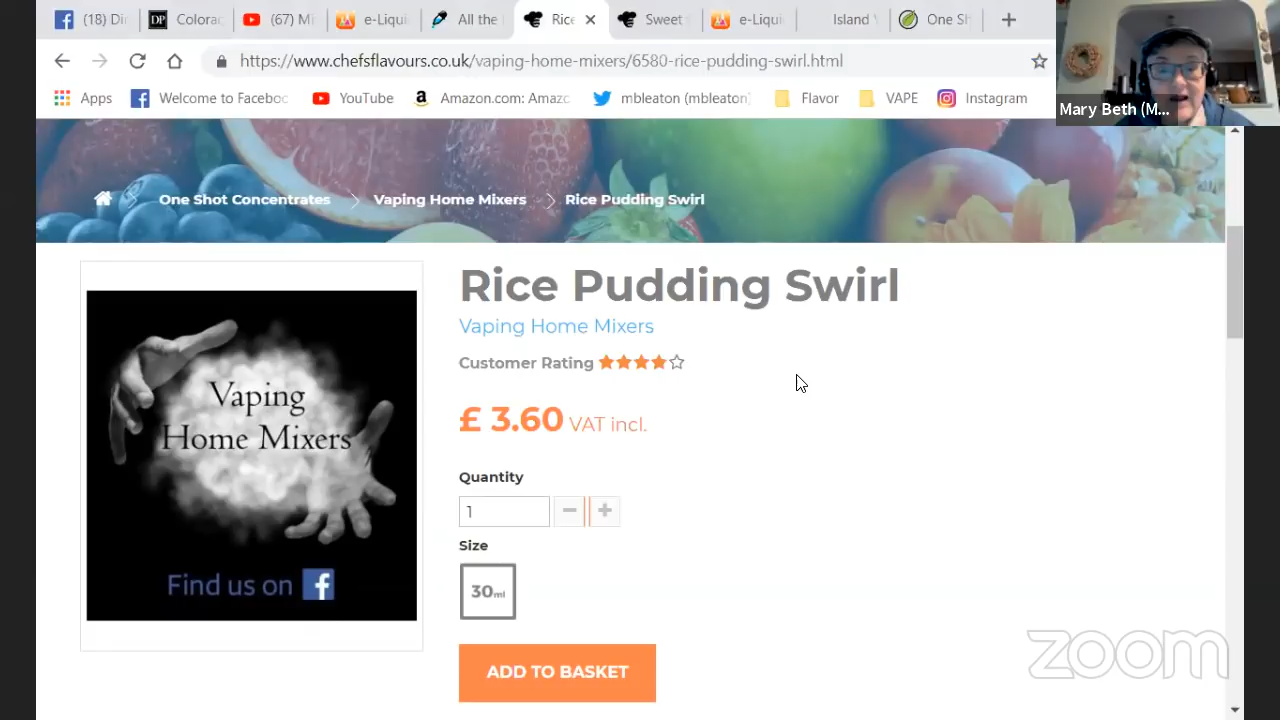 (18) Di
DP
Colorad
(67) Mi
e-Liqui
All the
Rice
Sweet
e-Liqui
Island
One Sh
https://www.chefsflavours.co.uk/vaping-home-mixers/6580-rice-pudding-swirl.html
Apps
Welcome to Faceboo
YouTube
Amazon.com: Amazo
mbleaton (mbleaton)
Flavor
VAPE
Instagram
Mary Beth (M...
One Shot Concentrates
Vaping Home Mixers
Rice Pudding Swirl
Rice Pudding Swirl
Vaping Home Mixers
Customer Rating
£ 3.60 VAT incl.
Quantity
1
Size
30ml
ADD TO BASKET
Vaping
Home Mixers
Find us on f
zoom